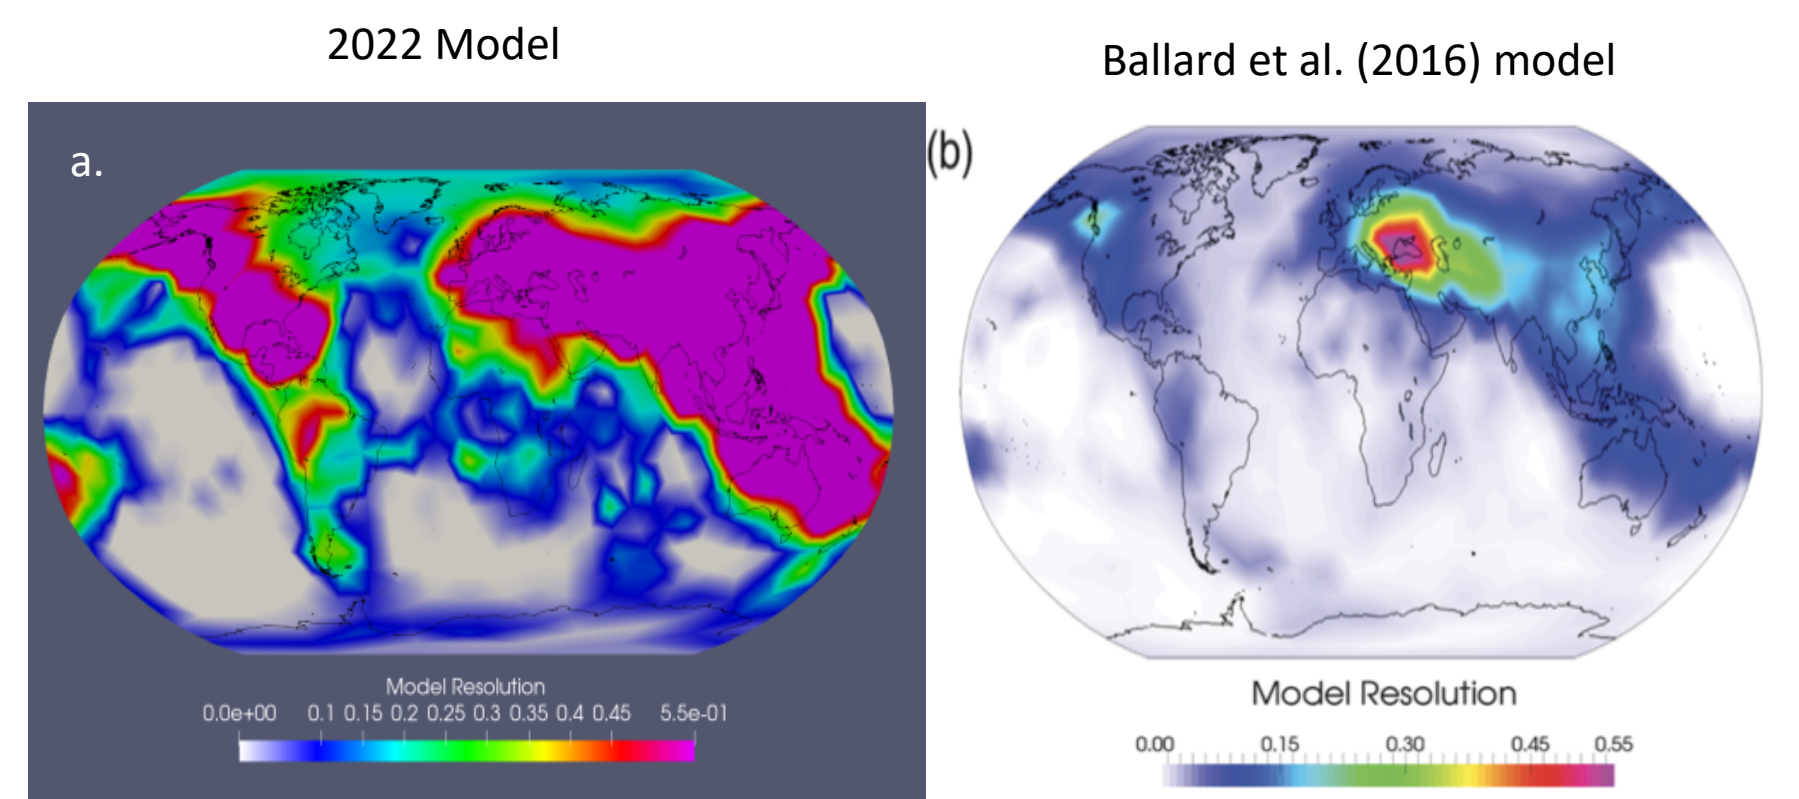 2022 Model
Ballard et al. (2016) model
a.
(b)
Model Resolution
0.0e+00 0.1 0.15 0.2 0.25 0.3 0.35 0.4 0.45 5.5e-01
Model Resolution
0.00 0.15 0.30 0.45 0.55